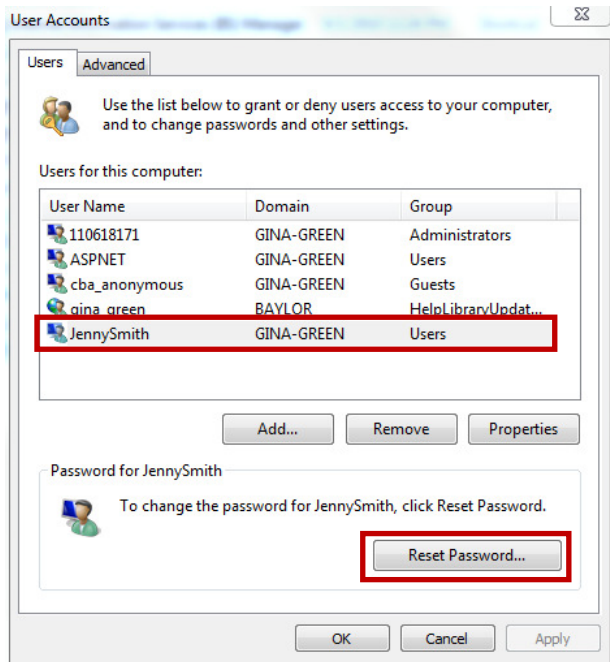 User Accounts
Users Advanced
Use the list below to grant or deny users access to your computer,
and to change passwords and other settings.
Users for this computer:
User Name Domain Group
110618171 GINA-GREEN Administrators
ASPNET GINA-GREEN Users
cba_anonymous GINA-GREEN Guests
gina_green BAYLOR HelpLibraryUpdat...
JennySmith GINA-GREEN Users
Add... Remove Properties
Password for JennySmith
To change the password for JennySmith, click Reset Password.
Reset Password...
OK Cancel Apply